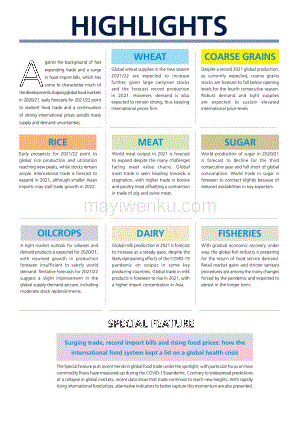 HIGHLIGHTS
Against the background of fast
expanding trade and a surge
in food import bills, which has
come to characterize much of
the developments during global food markets
in 2020/21, early forecasts for 2021/22 point
to resilient food trade and a continuation
of strong international prices amidst many
supply and demand uncertainties.
WHEAT
Global wheat supplies in the new season
2021/22 are expected to increase
further, given large carryover stocks
and the forecast record production
in 2021. However, demand is also
expected to remain strong, thus keeping
international prices firm.
COARSE GRAINS
Despite a record 2021 global production,
as currently expected, coarse grains
stocks are forecast to fall below opening
levels for the fourth consecutive season.
Robust demand and tight supplies
are expected to sustain elevated
international price levels.
RICE
Early prospects for 2021/22 point
to global rice production and utilization
reaching new peaks, while stocks remain
ample. International trade is forecast to
expand in 2021, although smaller Asian
imports may stall trade growth in 2022.
MEAT
World meat output in 2021 is forecast
to expand despite the many challenges
facing meat value chains. Global
meat trade is seen heading towards a
stagnation, with higher trade in bovine
and poultry meat offsetting a contraction
in trade of pig and ovine meat.
SUGAR
World production of sugar in 2020/21
is forecast to decline for the third
consecutive year and fall short of global
consumption. World trade in sugar is
foreseen to contract slightly because of
reduced availabilities in key exporters.
mayiwenku.com
OILCROPS
A tight market outlook for oilseeds and
derived products is expected for 2020/21,
with resumed growth in production
foreseen insufficient to satisfy world
demand. Tentative forecasts for 2021/22
suggest a slight improvement in the
global supply-demand picture, including
moderate stock replenishments.
DAIRY
Global milk production in 2021 is forecast
to increase at a steady pace, despite the
likely dampening effects of the COVID-19
pandemic on output in some key
producing countries. Global trade in milk
products is foreseen to rise in 2021, with
a higher import concentration in Asia.
FISHERIES
With gradual economic recovery under
way, the global fish industry is preparing
for the return of food service demand.
Retail market gains and stricter sanitary
procedures are among the many changes
forced by the pandemic and expected to
persist in the longer term.
SPECIAL FEATURE
Surging trade, record import bills and rising food prices: how the
international food system kept a lid on a global health crisis
The Special Feature puts recent trends in global food trade under the spotlight, with particular focus on how
commodity flows have measured-up during the COVID-19 pandemic. Contrary to widespread predictions
of a collapse in global markets, recent data show that trade continues to reach-new heights. With rapidly
rising international food prices, alternative indicators to better capture this momentum are also presented.